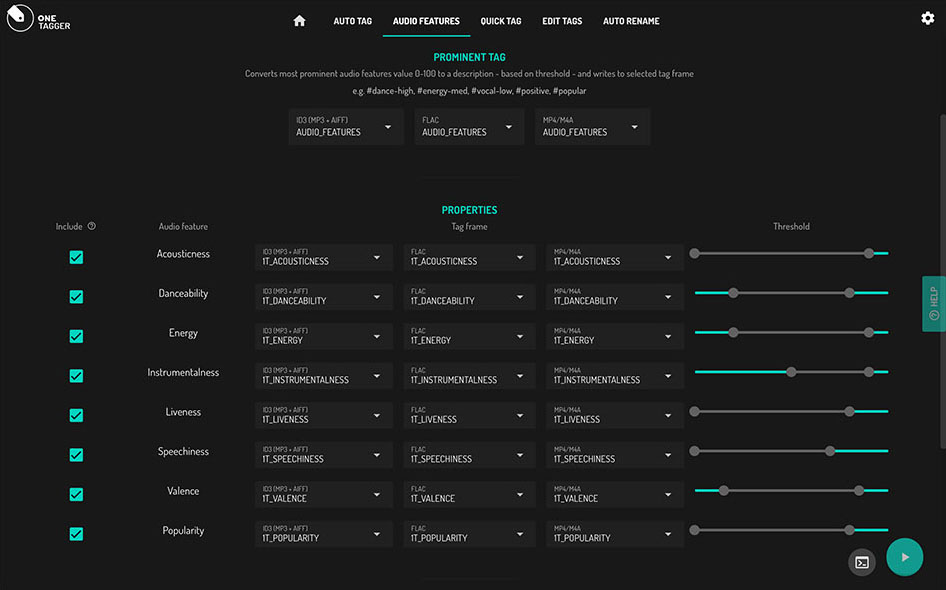 ONE
TAGGER
AUTO TAG AUDIO FEATURES QUICK TAG EDIT TAGS AUTO RENAME
PROMINENT TAG
Converts most prominent audio features value 0-100 to a description - based on threshold - and writes to selected tag frame
e.g. #dance-high, #energy-med, #vocal-low, #positive, #popular
ID3 (MP3 + AIFF) FLAC MP4/M4A
AUDIO_FEATURES AUDIO_FEATURES AUDIO_FEATURES
PROPERTIES
Include Audio feature Tag frame Threshold
Acousticness ID3 (MP3 + AIFF) FLAC MP4/M4A
1T_ACOUSTICNESS 1T_ACOUSTICNESS 1T_ACOUSTICNESS
Danceability ID3 (MP3 + AIFF) FLAC MP4/M4A
1T_DANCEABILITY 1T_DANCEABILITY 1T_DANCEABILITY
HELP
Energy ID3 (MP3 + AIFF) FLAC MP4/M4A
1T_ENERGY 1T_ENERGY 1T_ENERGY
Instrumentalness ID3 (MP3 + AIFF) FLAC MP4/M4A
1T_INSTRUMENTALNESS 1T_INSTRUMENTALNESS 1T_INSTRUMENTALNESS
Liveness ID3 (MP3 + AIFF) FLAC MP4/M4A
1T_LIVENESS 1T_LIVENESS 1T_LIVENESS
Speechiness ID3 (MP3 + AIFF) FLAC MP4/M4A
1T_SPEECHINESS 1T_SPEECHINESS 1T_SPEECHINESS
Valence ID3 (MP3 + AIFF) FLAC MP4/M4A
1T_VALENCE 1T_VALENCE 1T_VALENCE
Popularity ID3 (MP3 + AIFF) FLAC MP4/M4A
1T_POPULARITY 1T_POPULARITY 1T_POPULARITY